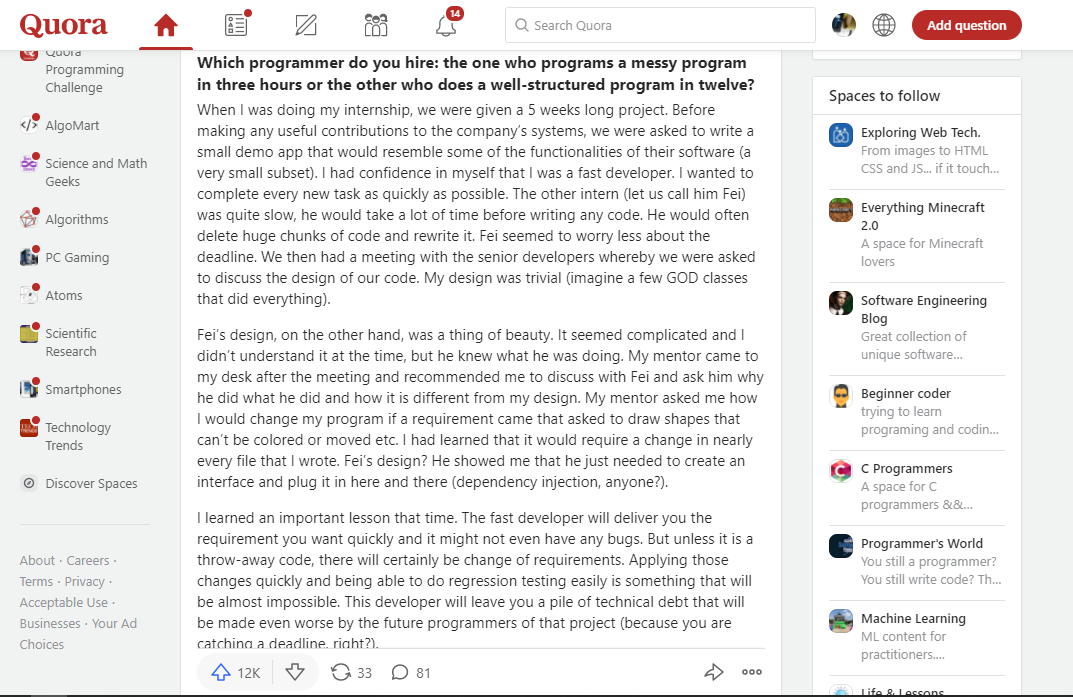 Quora
14
Search Quora
Add question
Quora
Programming
Challenge
AlgoMart
Science and Math
Geeks
Algorithms
PC Gaming
Atoms
Scientific
Research
Smartphones
Technology
Trends
Discover Spaces
About · Careers ·
Terms · Privacy ·
Acceptable Use ·
Businesses · Your Ad
Choices
Which programmer do you hire: the one who programs a messy program
in three hours or the other who does a well-structured program in twelve?
When I was doing my internship, we were given a 5 weeks long project. Before
making any useful contributions to the company's systems, we were asked to write a
small demo app that would resemble some of the functionalities of their software (a
very small subset). I had confidence in myself that I was a fast developer. I wanted to
complete every new task as quickly as possible. The other intern (let us call him Fei)
was quite slow, he would take a lot of time before writing any code. He would often
delete huge chunks of code and rewrite it. Fei seemed to worry less about the
deadline. We then had a meeting with the senior developers whereby we were asked
to discuss the design of our code. My design was trivial (imagine a few GOD classes
that did everything).
Fei's design, on the other hand, was a thing of beauty. It seemed complicated and I
didn't understand it at the time, but he knew what he was doing. My mentor came to
my desk after the meeting and recommended me to discuss with Fei and ask him why
he did what he did and how it is different from my design. My mentor asked me how
I would change my program if a requirement came that asked to draw shapes that
can't be colored or moved etc. I had learned that it would require a change in nearly
every file that I wrote. Fei's design? He showed me that he just needed to create an
interface and plug it in here and there (dependency injection, anyone?).
I learned an important lesson that time. The fast developer will deliver you the
requirement you want quickly and it might not even have any bugs. But unless it is a
throw-away code, there will certainly be change of requirements. Applying those
changes quickly and being able to do regression testing easily is something that will
be almost impossible. This developer will leave you a pile of technical debt that will
be made even worse by the future programmers of that project (because you are
catching a deadline, right?).
12K
33
81
Spaces to follow
Exploring Web Tech.
From images to HTML
CSS and JS... if it touch...
Everything Minecraft
2.0
A space for Minecraft
lovers
Software Engineering
Blog
Great collection of
unique software...
Beginner coder
trying to learn
programing and codin...
C Programmers
A space for C
programmers &&...
Programmer's World
You still a programmer?
You still write code? Th...
Machine Learning
ML content for
practitioners....
Life & Lessons